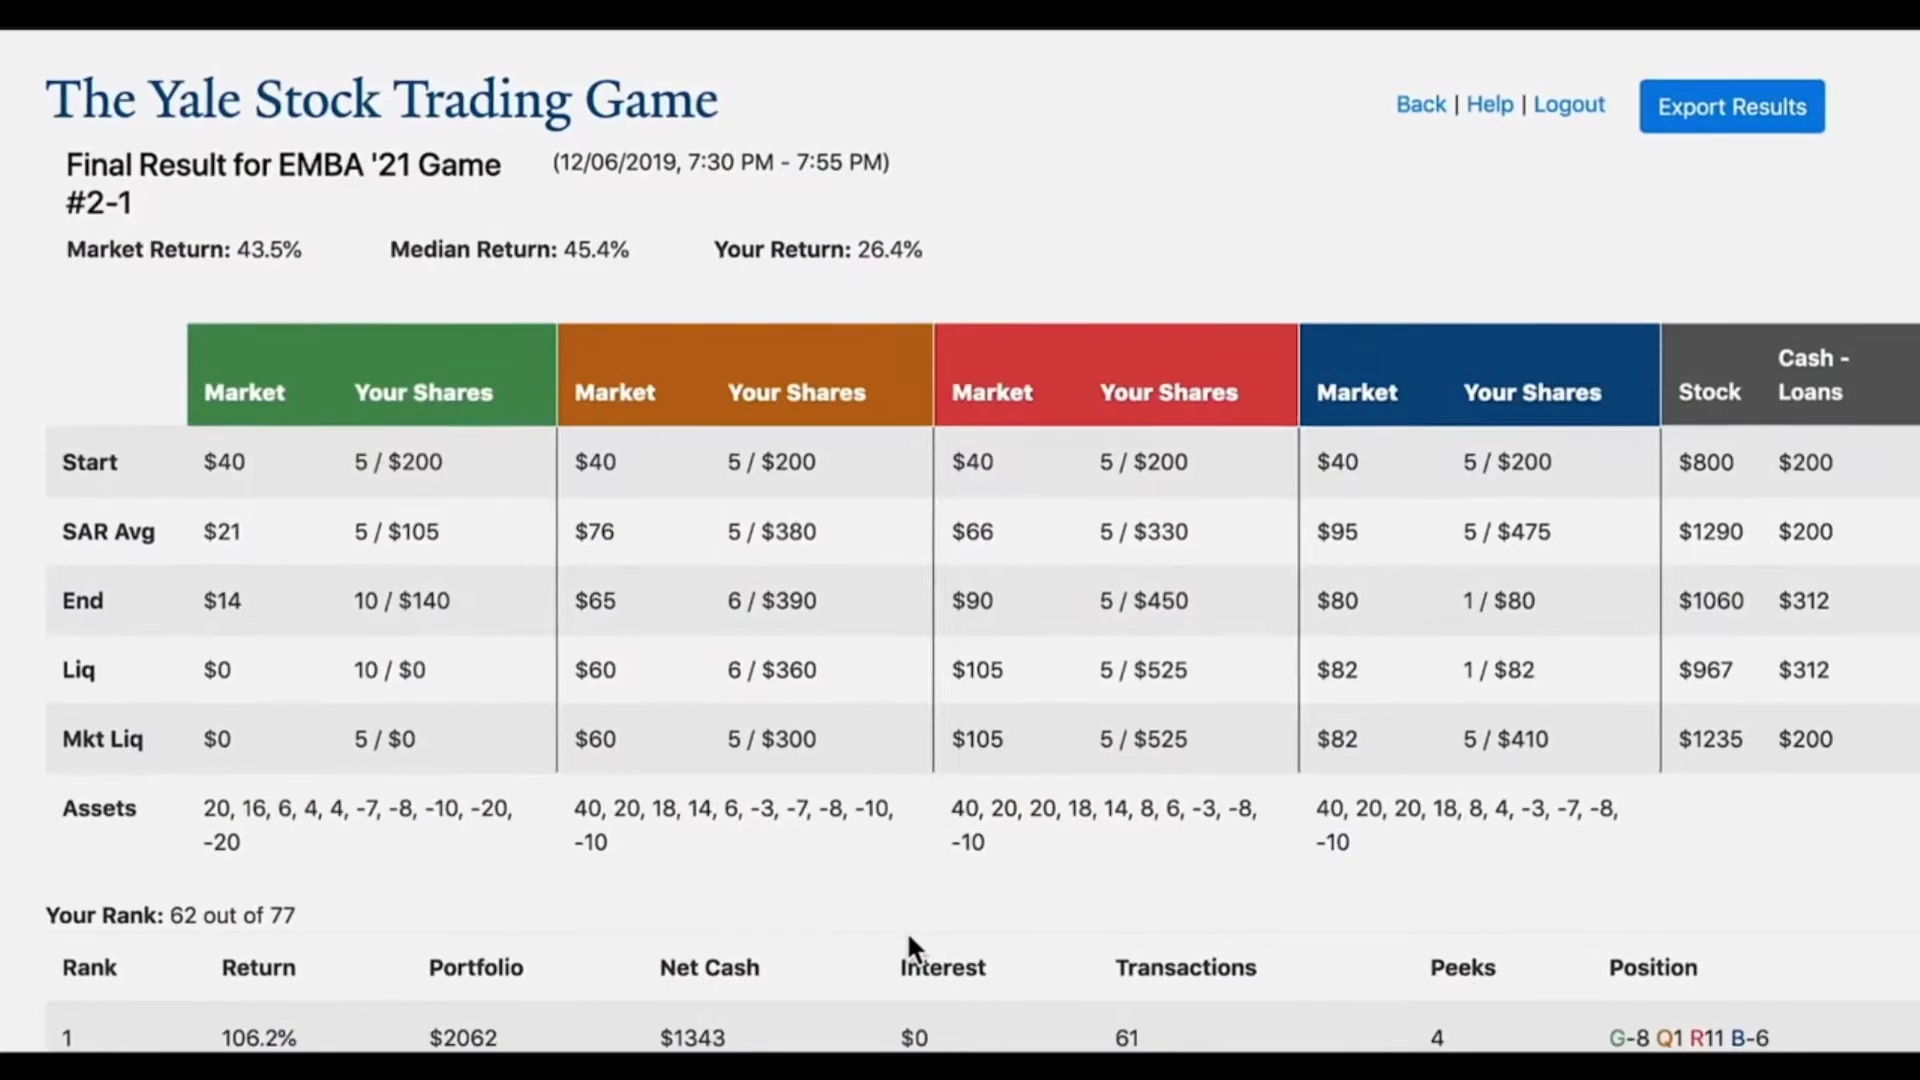 The Yale Stock Trading Game
Back | Help | Logout
Export Results
Final Result for EMBA '21 Game
#2-1
(12/06/2019, 7:30 PM - 7:55 PM)
Market Return: 43.5% Median Return: 45.4% Your Return: 26.4%
Market Your Shares Market Your Shares Market Your Shares Market Your Shares Stock Cash - Loans
Start $40 5 / $200 $40 5 / $200 $40 5 / $200 $40 5 / $200 $800 $200
SAR Avg $21 5 / $105 $76 5 / $380 $66 5 / $330 $95 5 / $475 $1290 $200
End $14 10 / $140 $65 6 / $390 $90 5 / $450 $80 1 / $80 $1060 $312
Liq $0 10 / $0 $60 6 / $360 $105 5 / $525 $82 1 / $82 $967 $312
Mkt Liq $0 5 / $0 $60 5 / $300 $105 5 / $525 $82 5 / $410 $1235 $200
Assets 20, 16, 6, 4, 4, -7, -8, -10, -20, 40, 20, 18, 14, 6, -3, -7, -8, -10, 40, 20, 20, 18, 14, 8, 6, -3, -8, 40, 20, 20, 18, 8, 4, -3, -7, -8,
-20 -10 -10 -10
Your Rank: 62 out of 77
Rank Return Portfolio Net Cash Interest Transactions Peeks Position
1 106.2% $2062 $1343 $0 61 4 G-8 Q1 R11 B-6